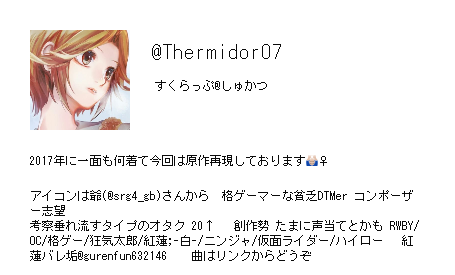 @Thermidor07
すくらっぷ@しゅかつ
2017年に一面も何着て今回は原作再現しております🙌♀
アイコンは爺(@srg4_gb)さんから　格ゲーマーな貧乏DTMer コンポーザ
ー志望
考察垂れ流すタイプのオタク 20↑　創作勢 たまに声当てとかも RWBY/
OC/格ゲー/狂気太郎/紅蓮;-白-/ニンジャ/仮面ライダー/ハイロー　紅
蓮バレ垢@gurenfun632146　曲はリンクからどうぞ